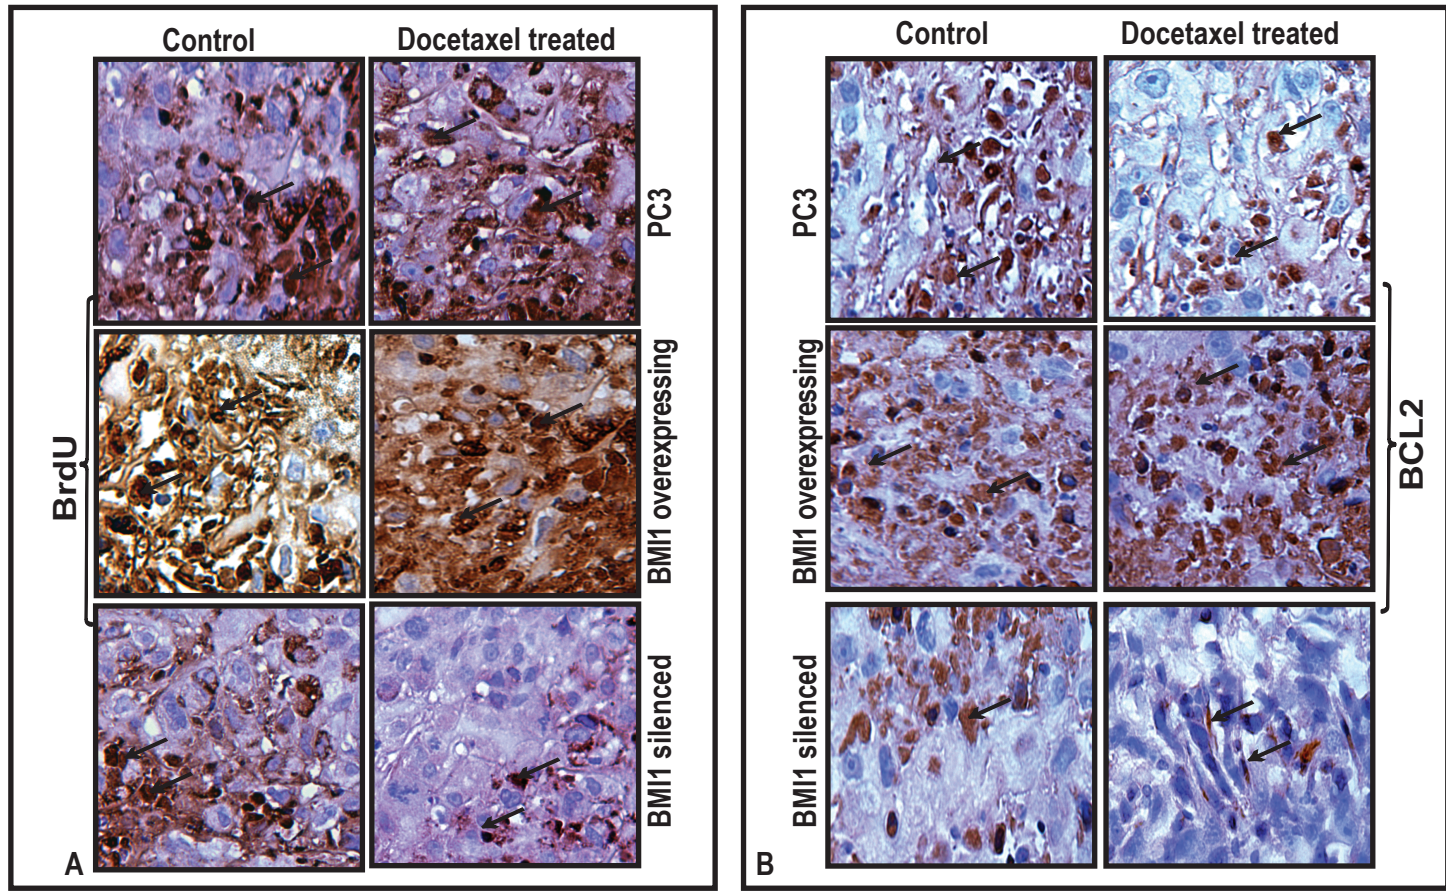 Control
Docetaxel treated
PC3
BrdU
BMI1 overexpressing
BMI1 silenced
A
Control
Docetaxel treated
PC3
BMI1 overexpressing
BCL2
BMI1 silenced
B